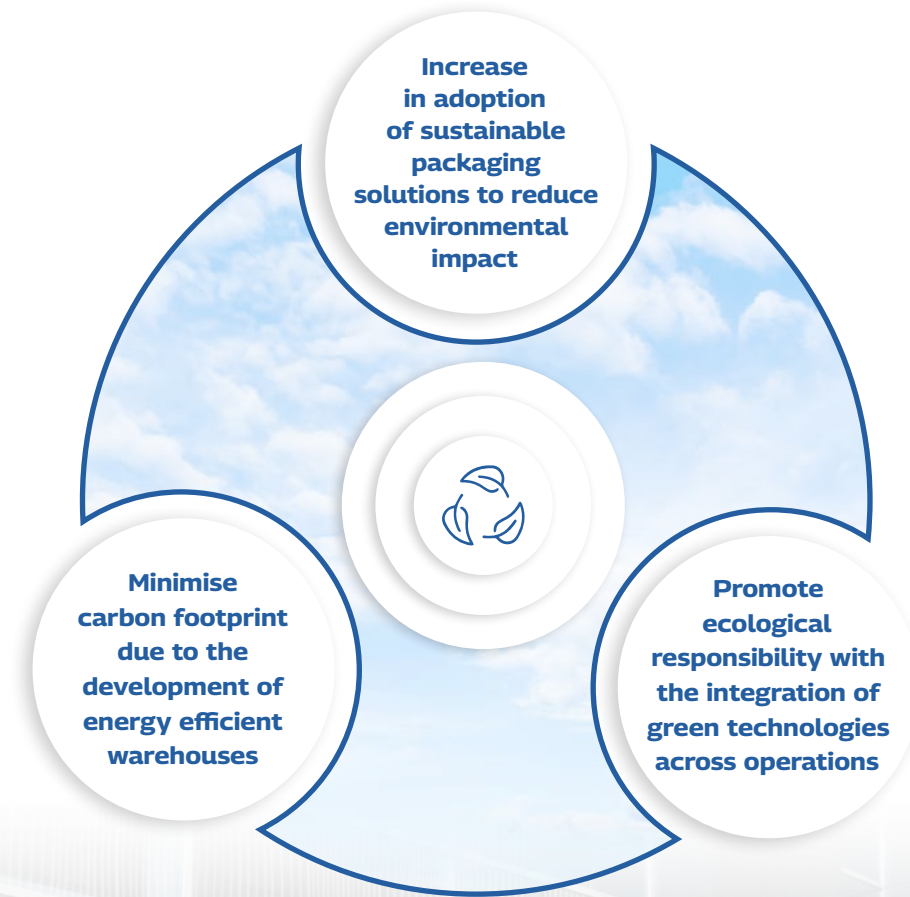 Increase
in adoption
of sustainable
packaging
solutions to reduce
environmental
impact
Minimise
carbon footprint
due to the
development of
energy efficient
warehouses
Promote
ecological
responsibility with
the integration of
green technologies
across operations